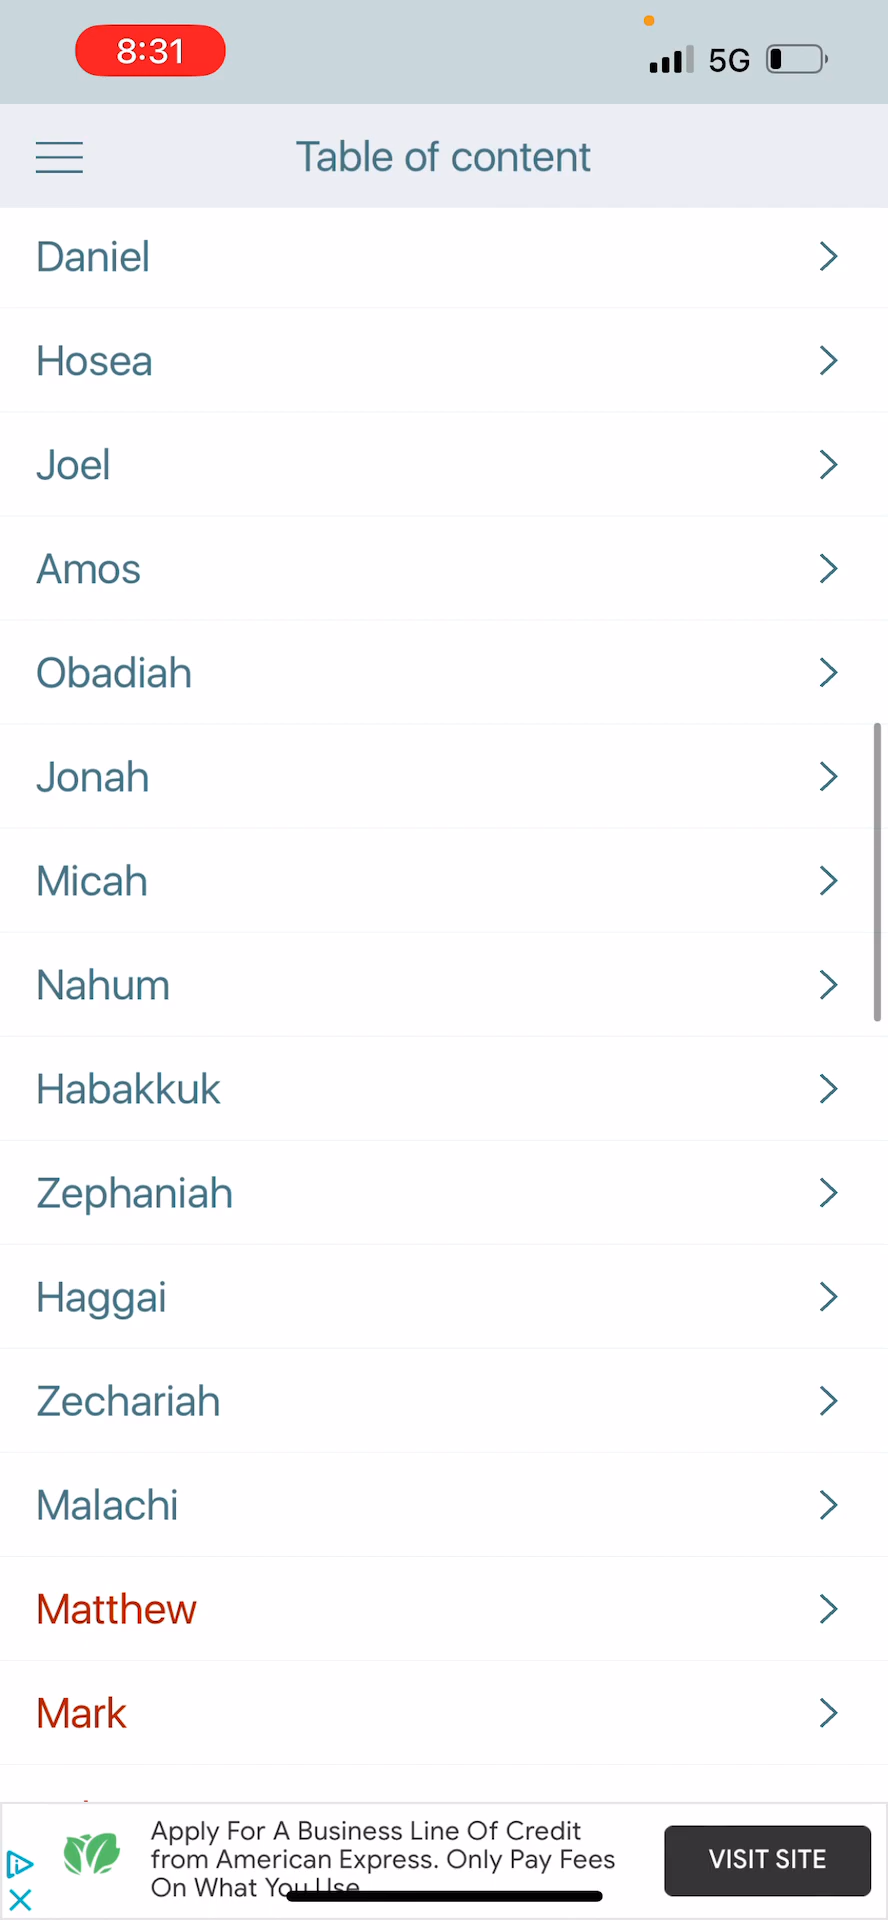 8:31
5G
Table of content
Daniel
Hosea
Joel
Amos
Obadiah
Jonah
Micah
Nahum
Habakkuk
Zephaniah
Haggai
Zechariah
Malachi
Matthew
Mark
Apply For A Business Line Of Credit
from American Express. Only Pay Fees
On What You Use
VISIT SITE